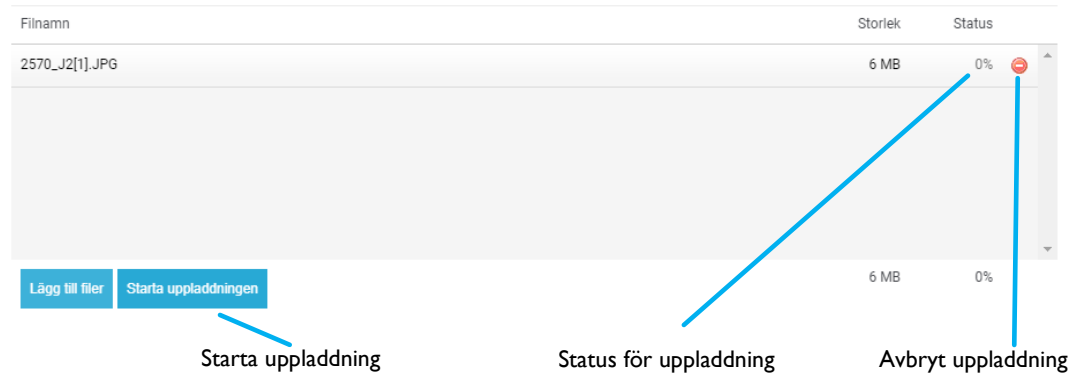 Filnamn Storlek Status
2570_J2[1].JPG 6 MB 0%
Lägg till filer Starta uppladdningen 6 MB 0%
Starta uppladdning Status för uppladdning Avbryt uppladdning